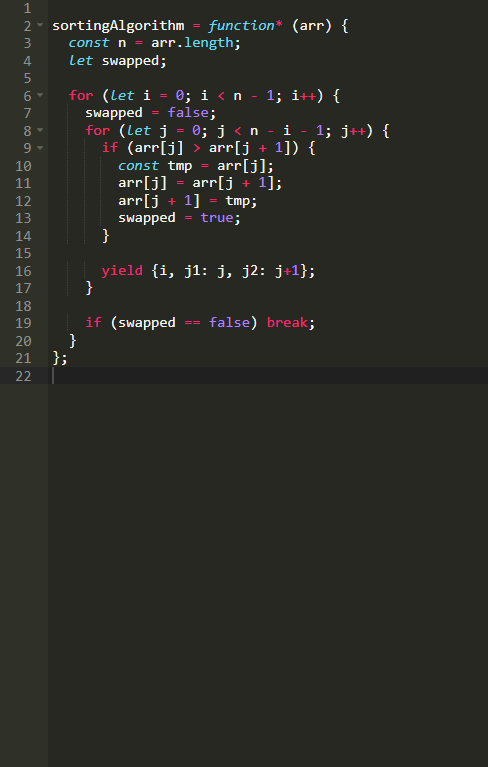 1
2 sortingAlgorithm = function* (arr) {
3   const n = arr.length;
4   let swapped;
5
6   for (let i = 0; i < n - 1; i++) {
7     swapped = false;
8     for (let j = 0; j < n - i - 1; j++) {
9       if (arr[j] > arr[j + 1]) {
10         const tmp = arr[j];
11         arr[j] = arr[j + 1];
12         arr[j + 1] = tmp;
13         swapped = true;
14       }
15
16       yield {i, j1: j, j2: j+1};
17     }
18
19     if (swapped == false) break;
20   }
21 };
22